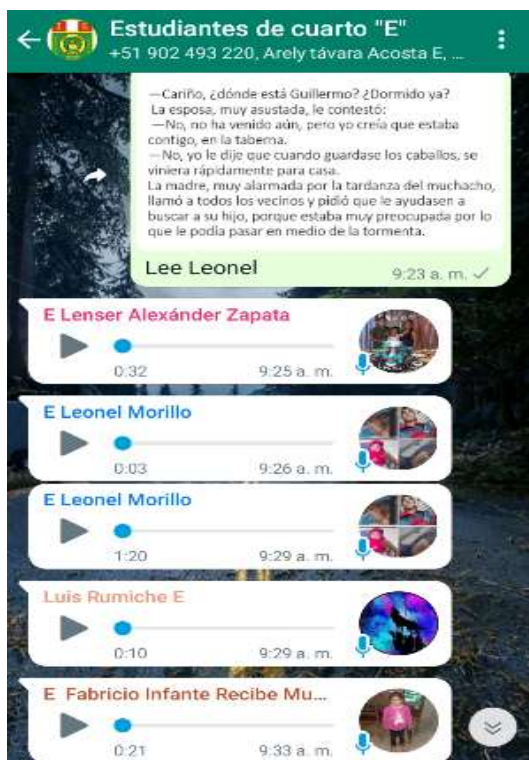 Estudiantes de cuarto "E"
+51 902 493 220, Arely távara Acosta E, ...
—Cariño, ¿dónde está Guillermo? ¿Dormido ya?
La esposa, muy asustada, le contestó:
—No, no ha venido aún, pero yo creía que estaba
contigo, en la taberna.
—No, yo le dije que cuando guardase los caballos, se
viniera rápidamente para casa.
La madre, muy alarmada por la tardanza del muchacho,
llamó a todos los vecinos y pidió que le ayudasen a
buscar a su hijo, porque estaba muy preocupada por lo
que le podía pasar en medio de la tormenta.
Lee Leonel
9:23 a. m.
E Lenser Alexánder Zapata
0:32 9:25 a. m.
E Leonel Morillo
0:03 9:26 a. m.
E Leonel Morillo
1:20 9:29 a. m.
Luis Rumiche E
0:10 9:29 a. m.
E Fabricio Infante Recibe Mu...
0:21 9:33 a. m.